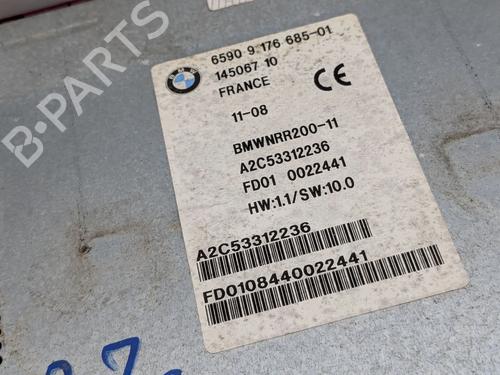 BMW
6590 9 176 685-01
145067 10
FRANCE
CE
11-08
BMWNRR200-11
A2C53312236
FD01 0022441
HW:1.1/SW:10.0
A2C53312236
FD0108440022441
B-PARTS